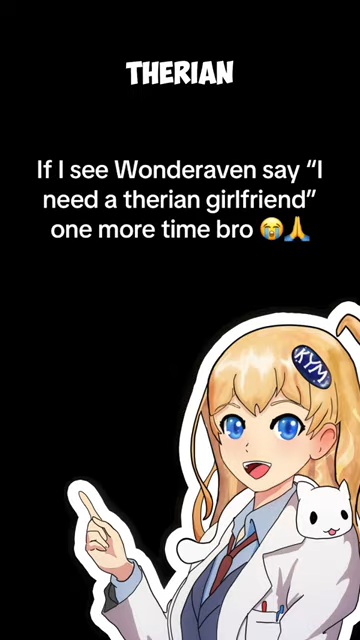 THERIAN
If I see Wonderaven say “I
need a therian girlfriend”
one more time bro 😭🙏
KYM